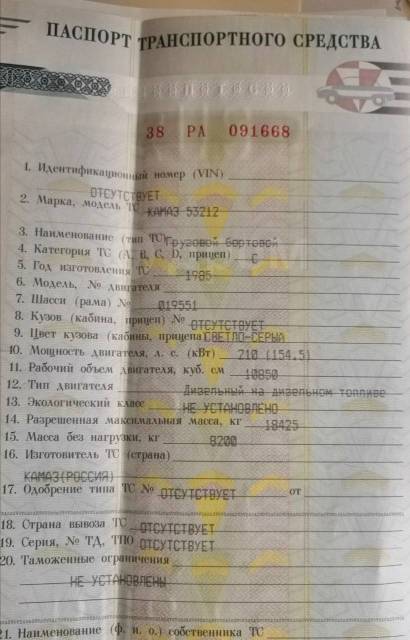 ПАСПОРТ ТРАНСПОРТНОГО СРЕДСТВА
38 РА 091668
1. Идентификационный номер (VIN)
ОТСУТСТВУЕТ
2. Марка, модель ТС КАМАЗ 53212
3. Наименование (тип ТС) Грузовой бортовой
4. Категория ТС (A, B, C, D, прицеп) C
5. Год изготовления ТС 1985
6. Модель, № двигателя
7. Шасси (рама) № 019551
8. Кузов (кабина, прицеп) № ОТСУТСТВУЕТ
9. Цвет кузова (кабины, прицепа) СВЕТЛО-СЕРЫЙ
10. Мощность двигателя, л. с. (кВт) 210 (154,5)
11. Рабочий объем двигателя, куб. см 10850
12. Тип двигателя Дизельный на дизельном топливе
13. Экологический класс НЕ УСТАНОВЛЕНО
14. Разрешенная максимальная масса, кг 18425
15. Масса без нагрузки, кг 8200
16. Изготовитель ТС (страна)
КАМАЗ(РОССИЯ)
17. Одобрение типа ТС № ОТСУТСТВУЕТ от
18. Страна вывоза ТС ОТСУТСТВУЕТ
19. Серия, № ТД, ТПО ОТСУТСТВУЕТ
20. Таможенные ограничения
НЕ УСТАНОВЛЕНЫ
21. Наименование (ф. и. о.) собственника ТС